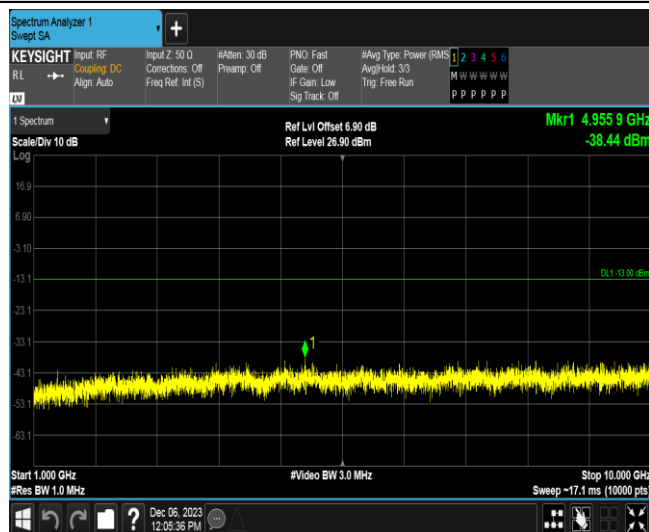 Spectrum Analyzer 1
Swept SA
+
KEYSIGHT
RL
LXI
Input: RF
Coupling: DC
Align: Auto
Input Z: 50 Ω
Corrections: Off
Freq Ref: Int (S)
#Atten: 30 dB
Preamp: Off
PNO: Fast
Gate: Off
IF Gain: Low
Sig Track: Off
#Avg Type: Power (RMS
Avg|Hold: 3/3
Trig: Free Run
1 2 3 4 5 6
M W W W W W
P P P P P P
1 Spectrum
Scale/Div 10 dB
Ref Lvl Offset 6.90 dB
Ref Level 26.90 dBm
Mkr1 4.955 9 GHz
-38.44 dBm
Log
16.9
6.90
-3.10
-13.1
DL1 -13.00 dBm
-23.1
-33.1
1
-43.1
-53.1
-63.1
Start 1.000 GHz
#Res BW 1.0 MHz
#Video BW 3.0 MHz
Stop 10.000 GHz
Sweep ~17.1 ms (10000 pts)
?
Dec 06, 2023
12:05:36 PM